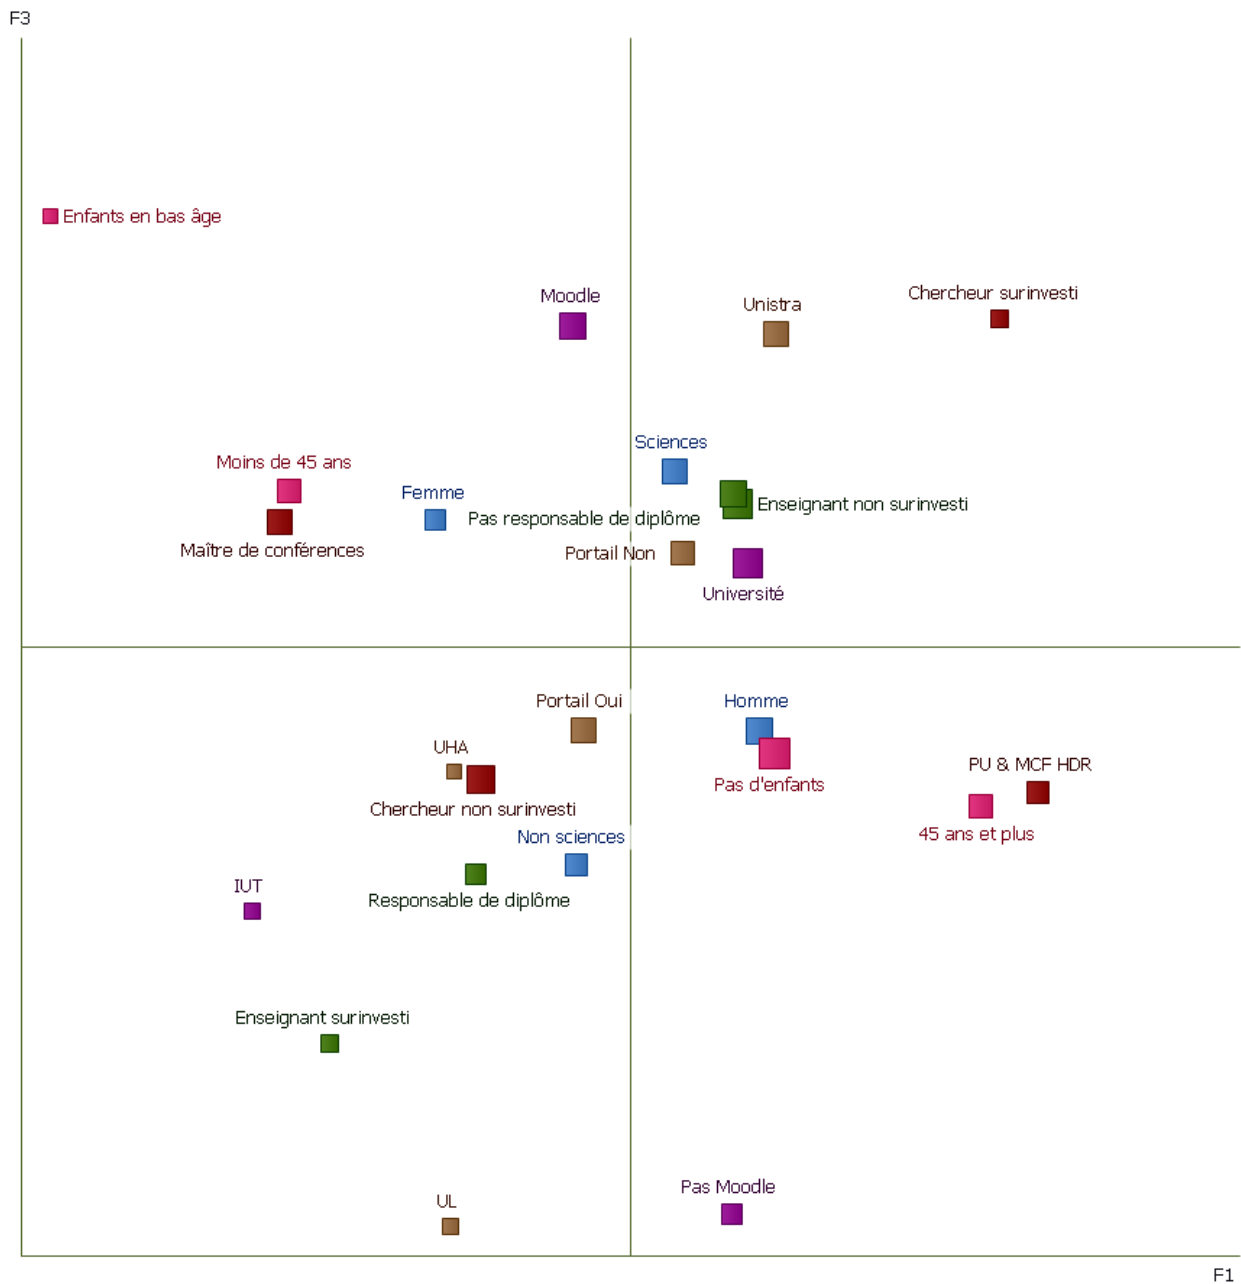 F3
Enfants en bas âge
Moodle
Unistra
Chercheur surinvesti
Sciences
Moins de 45 ans
Femme
Enseignant non surinvesti
Pas responsable de diplôme
Maître de conférences
Portail Non
Université
Portail Oui
Homme
UHA
PU & MCF HDR
Pas d'enfants
Chercheur non surinvesti
45 ans et plus
Non sciences
IUT
Responsable de diplôme
Enseignant surinvesti
Pas Moodle
UL
F1